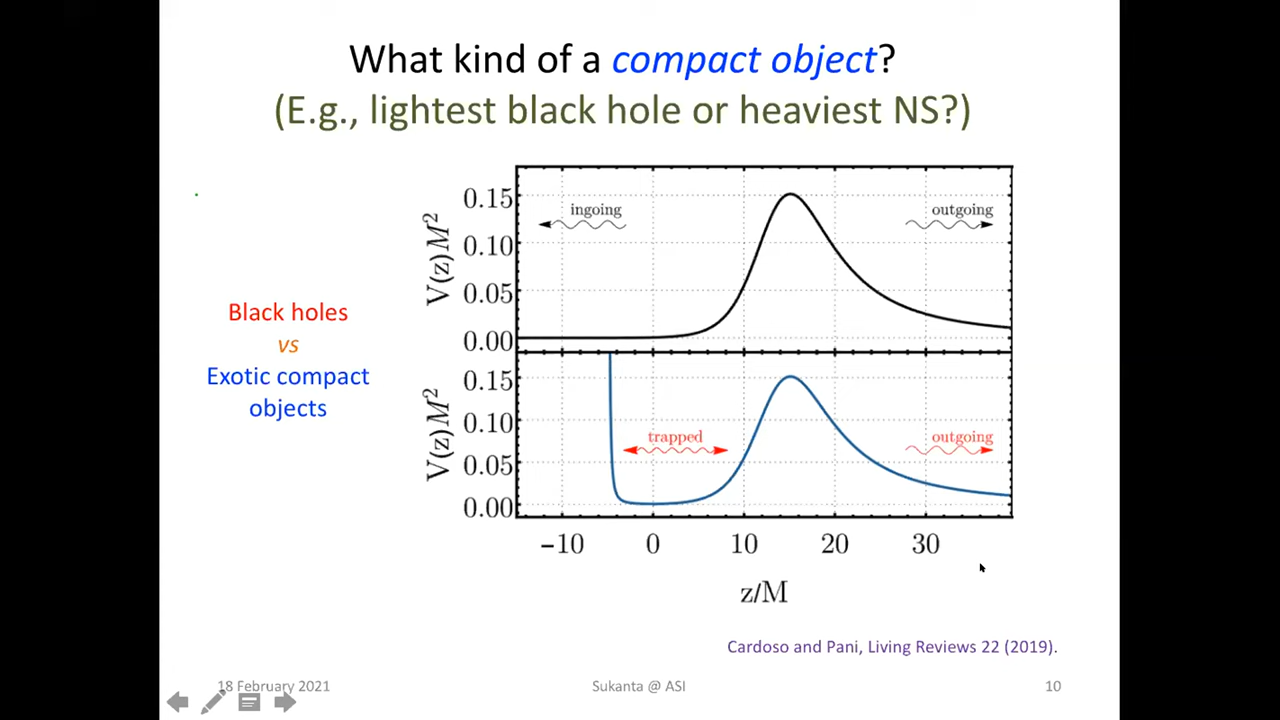 What kind of a compact object?
(E.g., lightest black hole or heaviest NS?)
Black holes
vs
Exotic compact
objects
V(z)M²
0.15
0.10
0.05
0.00
ingoing
outgoing
V(z)M²
0.15
0.10
0.05
0.00
trapped
outgoing
−10 0 10 20 30
z/M
Cardoso and Pani, Living Reviews 22 (2019).
18 February 2021
Sukanta @ ASI
10